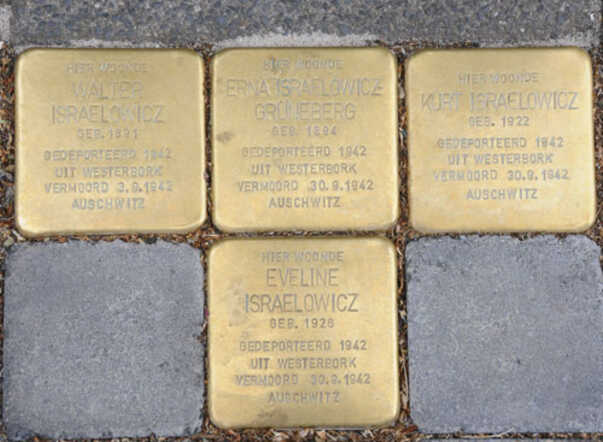 HIER WOONDE
WALTER
ISRAELOWICZ
GEB. 1891
GEDEPORTEERD 1942
UIT WESTERBORK
VERMOORD 3.9.1942
AUSCHWITZ
HIER WOONDE
ERNA ISRAELOWICZ
GRÜNEBERG
GEB. 1894
GEDEPORTEERD 1942
UIT WESTERBORK
VERMOORD 30.9.1942
AUSCHWITZ
HIER WOONDE
KURT ISRAELOWICZ
GEB. 1922
GEDEPORTEERD 1942
UIT WESTERBORK
VERMOORD 30.9.1942
AUSCHWITZ
HIER WOONDE
EVELINE
ISRAELOWICZ
GEB. 1926
GEDEPORTEERD 1942
UIT WESTERBORK
VERMOORD 30.9.1942
AUSCHWITZ